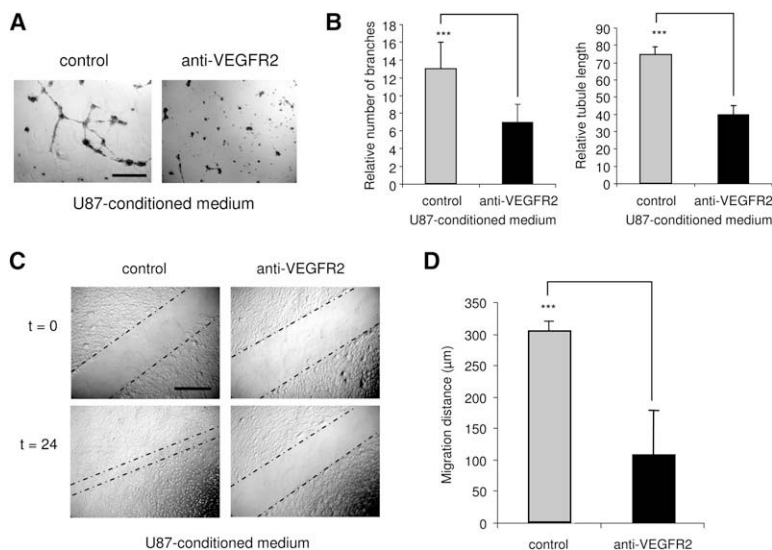 A
control anti-VEGFR2
U87-conditioned medium
B
Relative number of branches
18
16
14
12
10
8
6
4
2
0
***
control anti-VEGFR2
U87-conditioned medium
Relative tubule length
90
80
70
60
50
40
30
20
10
0
***
control anti-VEGFR2
U87-conditioned medium
C
control anti-VEGFR2
t = 0
t = 24
U87-conditioned medium
D
Migration distance (µm)
350
300
250
200
150
100
50
0
***
control anti-VEGFR2